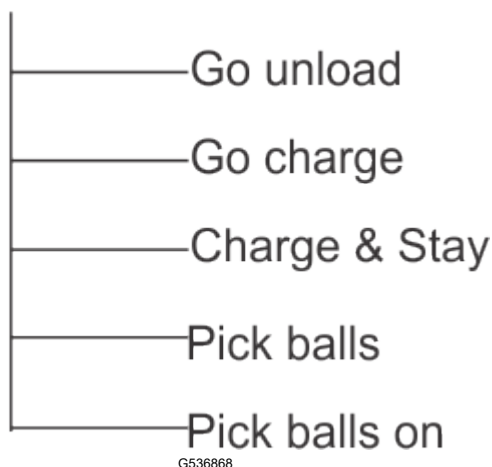 Go unload
Go charge
Charge & Stay
Pick balls
Pick balls on
G536868